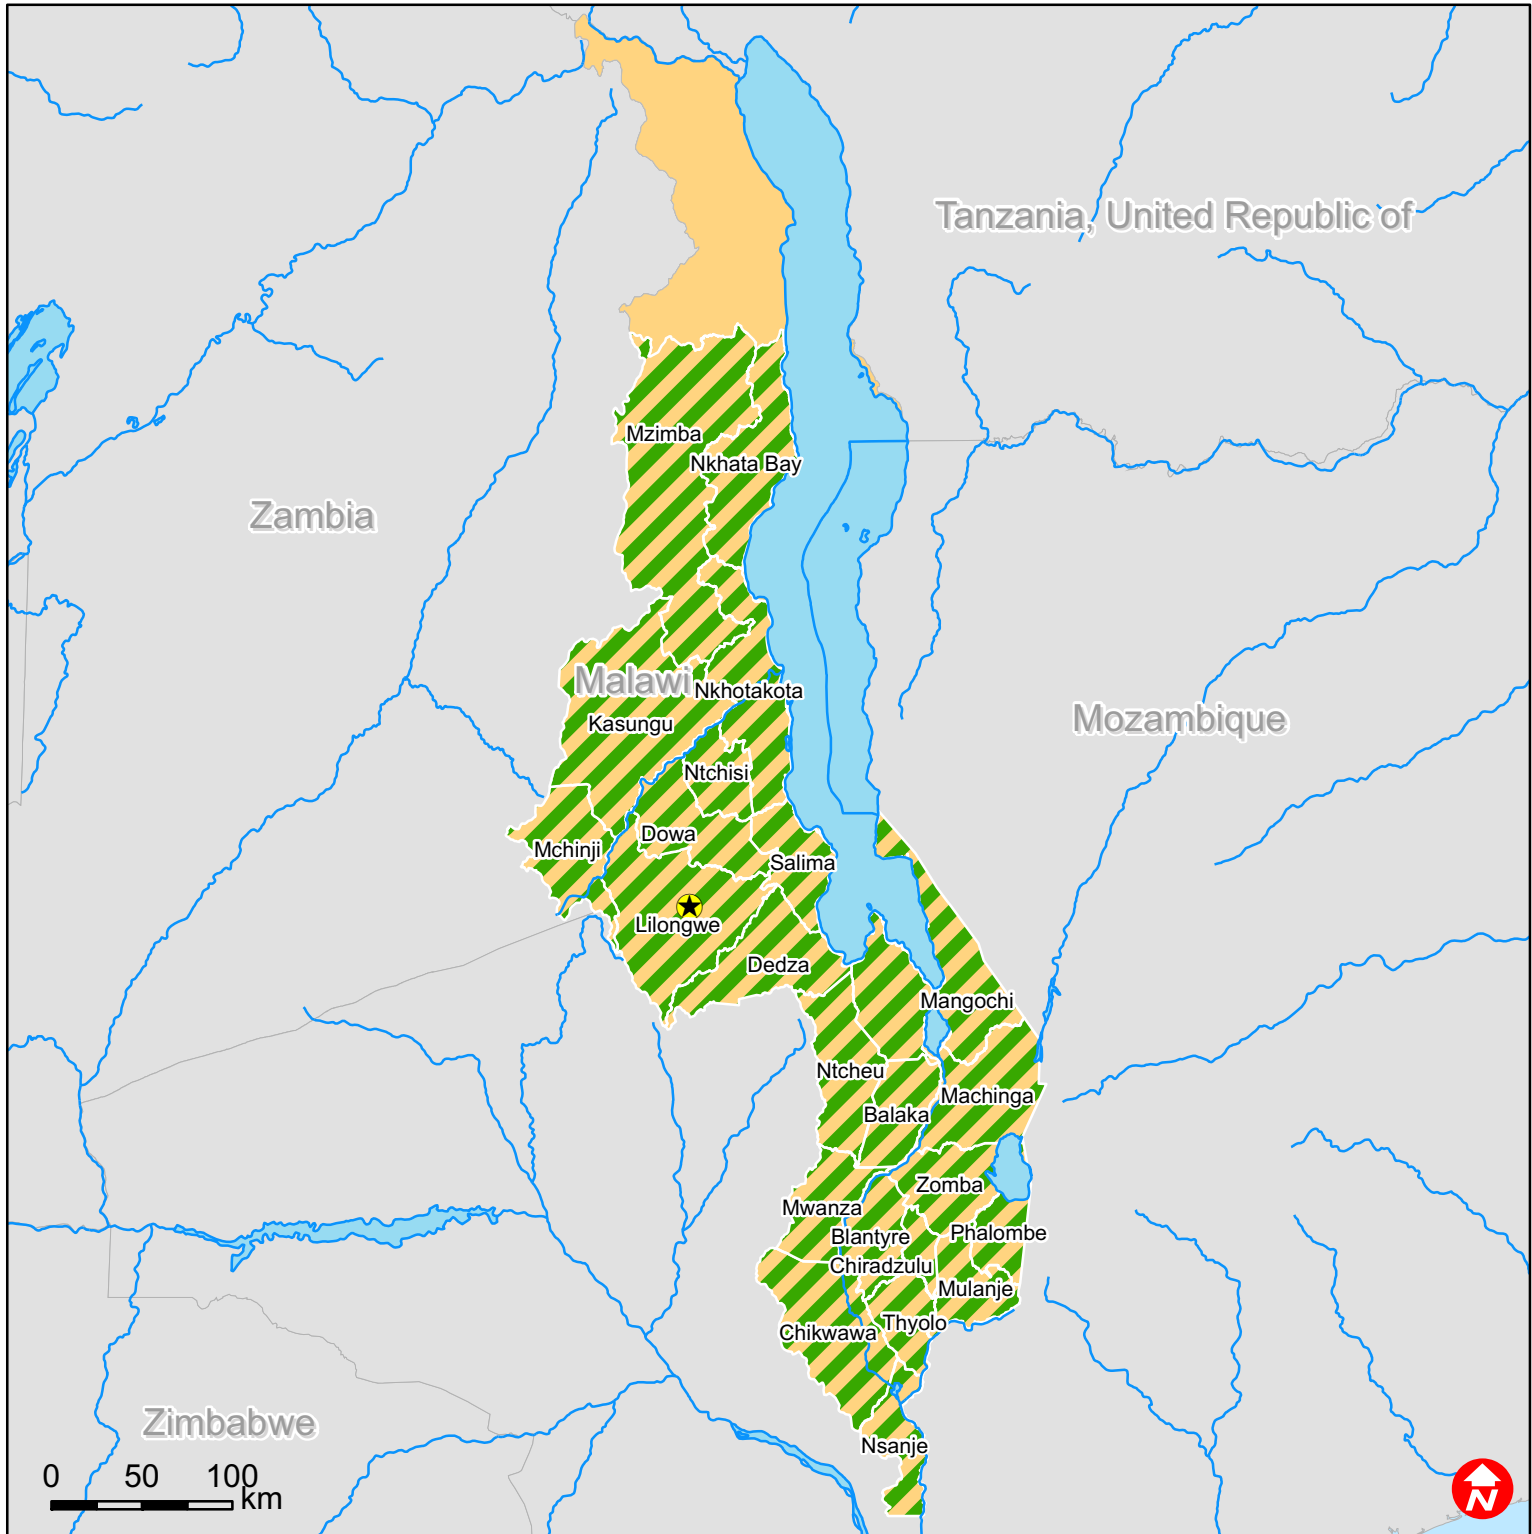 Tanzania, United Republic of
Mzimba
Nkhata Bay
Zambia
Malawi
Nkhotakota
Mozambique
Kasungu
Ntchisi
Dowa
Mchinji
Salima
Lilongwe
Dedza
Mangochi
Ntcheu
Machinga
Balaka
Zomba
Mwanza
Phalombe
Blantyre
Chiradzulu
Mulanje
Thyolo
Chikwawa
Zimbabwe
Nsanje
0 50 100
km
N